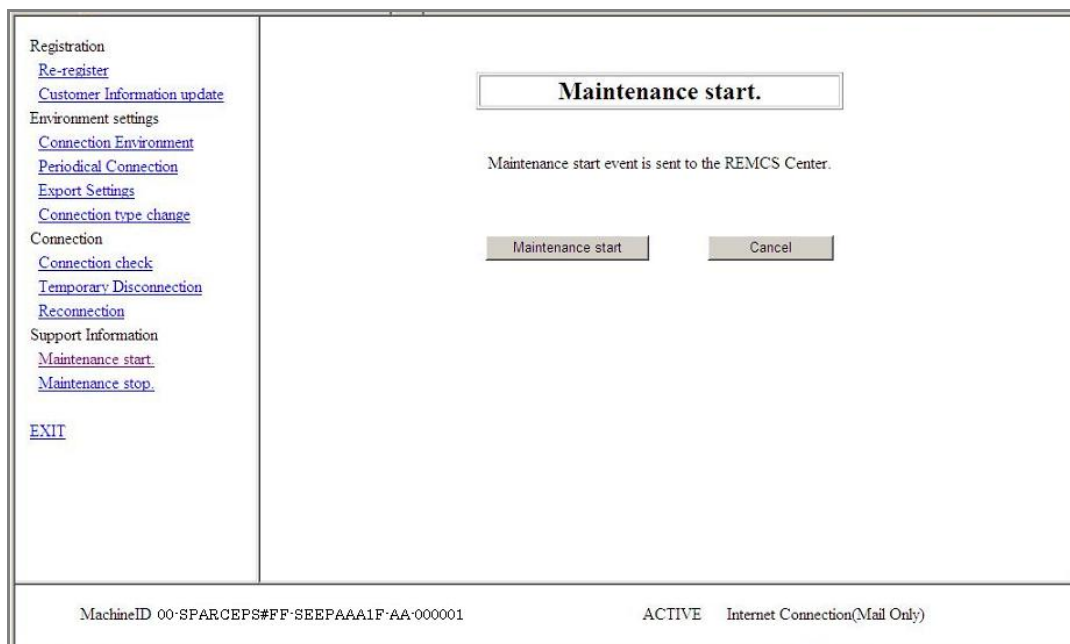 Registration
Re-register
Customer Information update
Environment settings
Connection Environment
Periodical Connection
Export Settings
Connection type change
Connection
Connection check
Temporary Disconnection
Reconnection
Support Information
Maintenance start.
Maintenance stop.
EXIT
Maintenance start.
Maintenance start event is sent to the REMCS Center.
Maintenance start Cancel
MachineID 00-SPARCEPS#FF-SEEPAAA1F-AA-000001 ACTIVE Internet Connection(Mail Only)